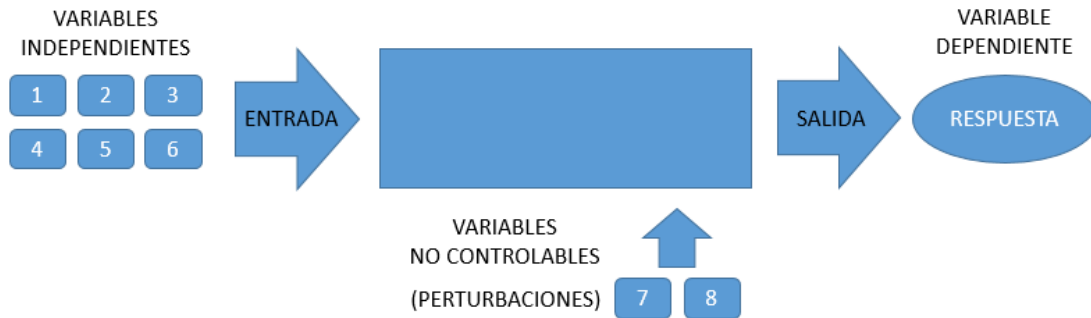 VARIABLES
INDEPENDIENTES
1 2 3
4 5 6
ENTRADA
SALIDA
VARIABLE
DEPENDIENTE
RESPUESTA
VARIABLES
NO CONTROLABLES
(PERTURBACIONES) 7 8